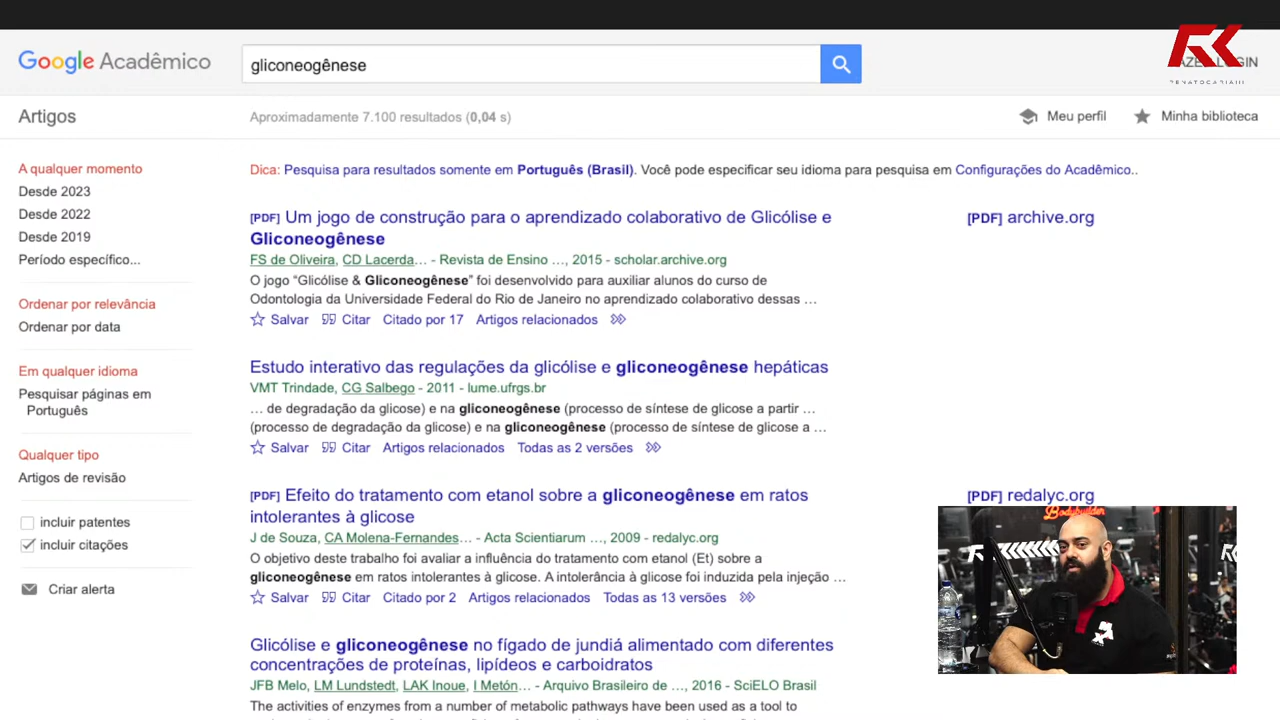 Google Acadêmico
gliconeogênese
RK
RENATOCARIANI
Artigos
Aproximadamente 7.100 resultados (0,04 s)
Meu perfil
Minha biblioteca
A qualquer momento
Desde 2023
Desde 2022
Desde 2019
Período específico...
Ordenar por relevância
Ordenar por data
Em qualquer idioma
Pesquisar páginas em
Português
Qualquer tipo
Artigos de revisão
incluir patentes
incluir citações
Criar alerta
Dica: Pesquisa para resultados somente em Português (Brasil). Você pode especificar seu idioma para pesquisa em Configurações do Acadêmico..
[PDF] Um jogo de construção para o aprendizado colaborativo de Glicólise e
Gliconeogênese
FS de Oliveira, CD Lacerda… - Revista de Ensino …, 2015 - scholar.archive.org
O jogo “Glicólise & Gliconeogênese” foi desenvolvido para auxiliar alunos do curso de
Odontologia da Universidade Federal do Rio de Janeiro no aprendizado colaborativo dessas …
Salvar Citar Citado por 17 Artigos relacionados
[PDF] archive.org
Estudo interativo das regulações da glicólise e gliconeogênese hepáticas
VMT Trindade, CG Salbego - 2011 - lume.ufrgs.br
… de degradação da glicose) e na gliconeogênese (processo de síntese de glicose a partir …
(processo de degradação da glicose) e na gliconeogênese (processo de síntese de glicose a …
Salvar Citar Artigos relacionados Todas as 2 versões
[PDF] Efeito do tratamento com etanol sobre a gliconeogênese em ratos
intolerantes à glicose
J de Souza, CA Molena-Fernandes… - Acta Scientiarum …, 2009 - redalyc.org
O objetivo deste trabalho foi avaliar a influência do tratamento com etanol (Et) sobre a
gliconeogênese em ratos intolerantes à glicose. A intolerância à glicose foi induzida pela injeção …
Salvar Citar Citado por 2 Artigos relacionados Todas as 13 versões
[PDF] redalyc.org
Bodybuilder
Glicólise e gliconeogênese no fígado de jundiá alimentado com diferentes
concentrações de proteínas, lipídeos e carboidratos
JFB Melo, LM Lundstedt, LAK Inoue, I Metón… - Arquivo Brasileiro de …, 2016 - SciELO Brasil
The activities of enzymes from a number of metabolic pathways have been used as a tool to